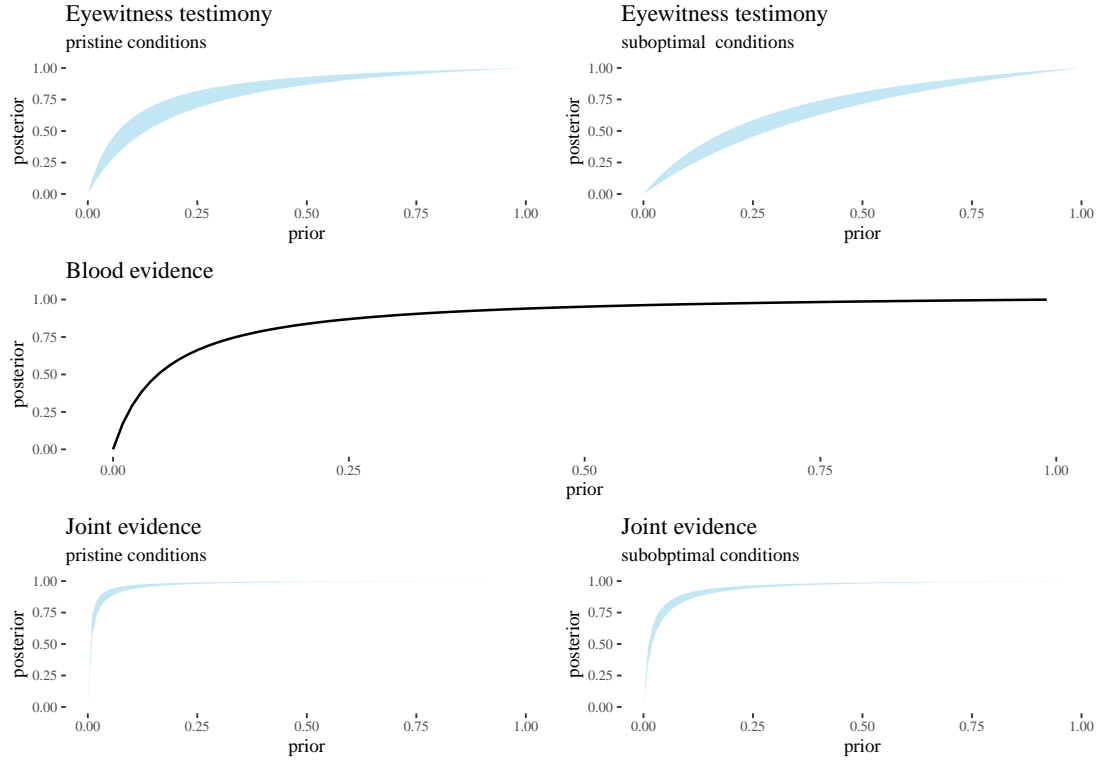 Eyewitness testimony
pristine conditions
1.00
0.75
0.50
0.25
0.00
posterior
0.00 0.25 0.50 0.75 1.00
prior
Eyewitness testimony
suboptimal conditions
1.00
0.75
0.50
0.25
0.00
posterior
0.00 0.25 0.50 0.75 1.00
prior
Blood evidence
1.00
0.75
0.50
0.25
0.00
posterior
0.00 0.25 0.50 0.75 1.00
prior
Joint evidence
pristine conditions
1.00
0.75
0.50
0.25
0.00
posterior
0.00 0.25 0.50 0.75 1.00
prior
Joint evidence
subobptimal conditions
1.00
0.75
0.50
0.25
0.00
posterior
0.00 0.25 0.50 0.75 1.00
prior